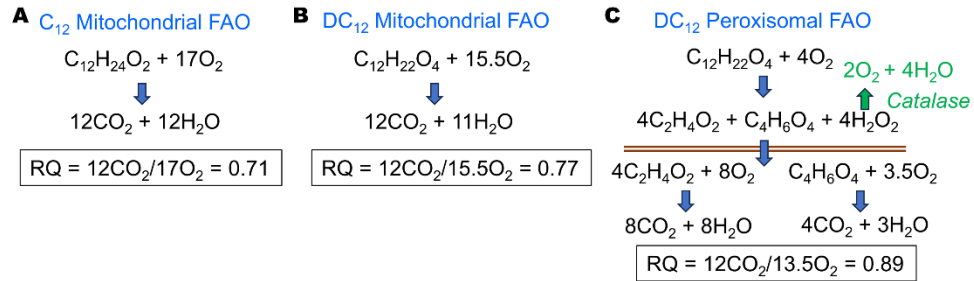 A C₁₂ Mitochondrial FAO
C₁₂H₂₄O₂ + 17O₂
12CO₂ + 12H₂O
RQ = 12CO₂/17O₂ = 0.71
B DC₁₂ Mitochondrial FAO
C₁₂H₂₂O₄ + 15.5O₂
12CO₂ + 11H₂O
RQ = 12CO₂/15.5O₂ = 0.77
C DC₁₂ Peroxisomal FAO
C₁₂H₂₂O₄ + 4O₂
2O₂ + 4H₂O
Catalase
4C₂H₄O₂ + C₄H₆O₄ + 4H₂O₂
4C₂H₄O₂ + 8O₂
C₄H₆O₄ + 3.5O₂
8CO₂ + 8H₂O
4CO₂ + 3H₂O
RQ = 12CO₂/13.5O₂ = 0.89